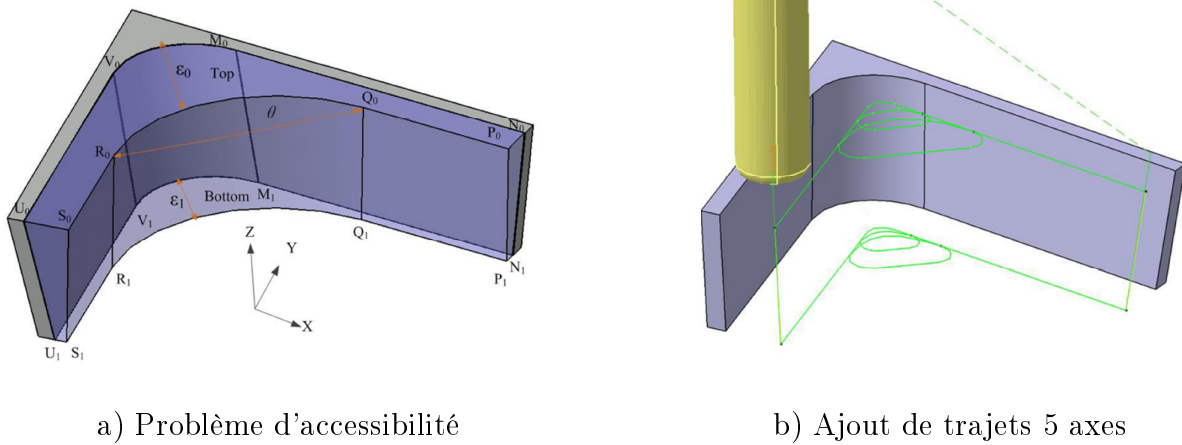 M₀
V₀
ε₀
Top
Q₀
θ
P₀
N₀
R₀
U₀
S₀
ε₁
Bottom
M₁
V₁
Z
Y
Q₁
R₁
X
P₁
N₁
U₁ S₁
a) Problème d'accessibilité
b) Ajout de trajets 5 axes